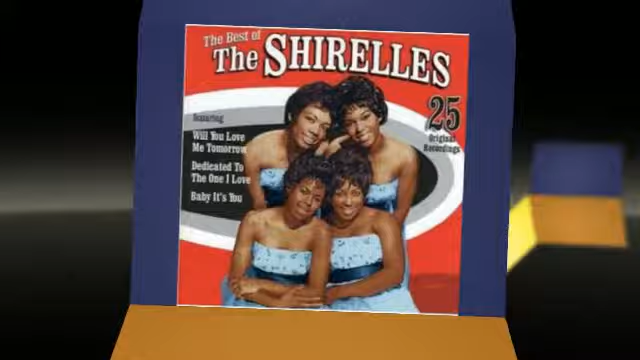 The Best of
The SHIRELLES
featuring
Will You Love
Me Tomorrow
Dedicated To
The One I Love
Baby It's You
25
Original
Recordings